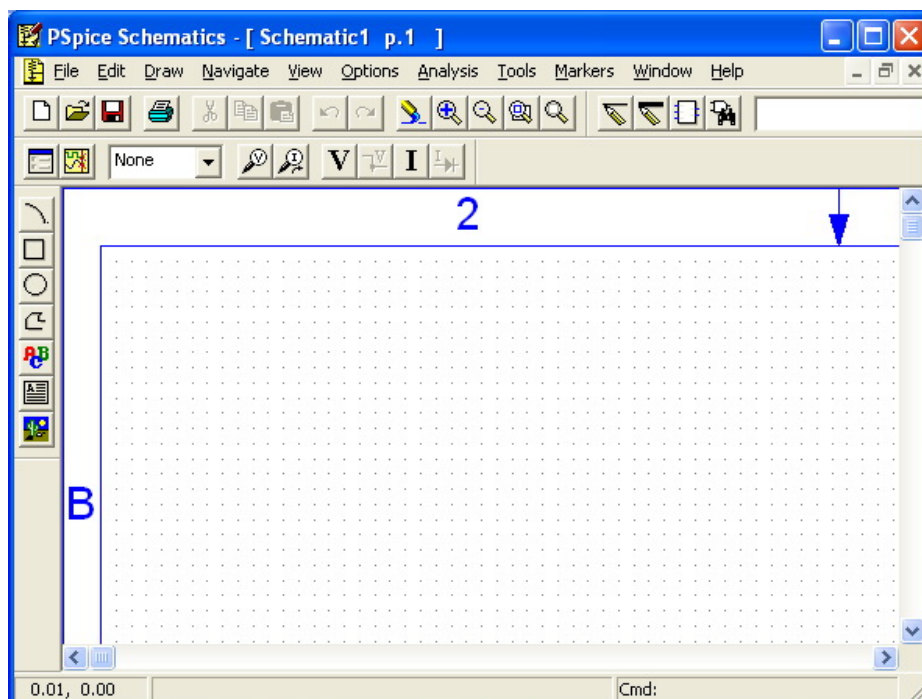 PSpice Schematics - [ Schematic1 p.1 ]
File Edit Draw Navigate View Options Analysis Tools Markers Window Help
None V I V V I I
2
A B C
A
B
0.01, 0.00 Cmd: